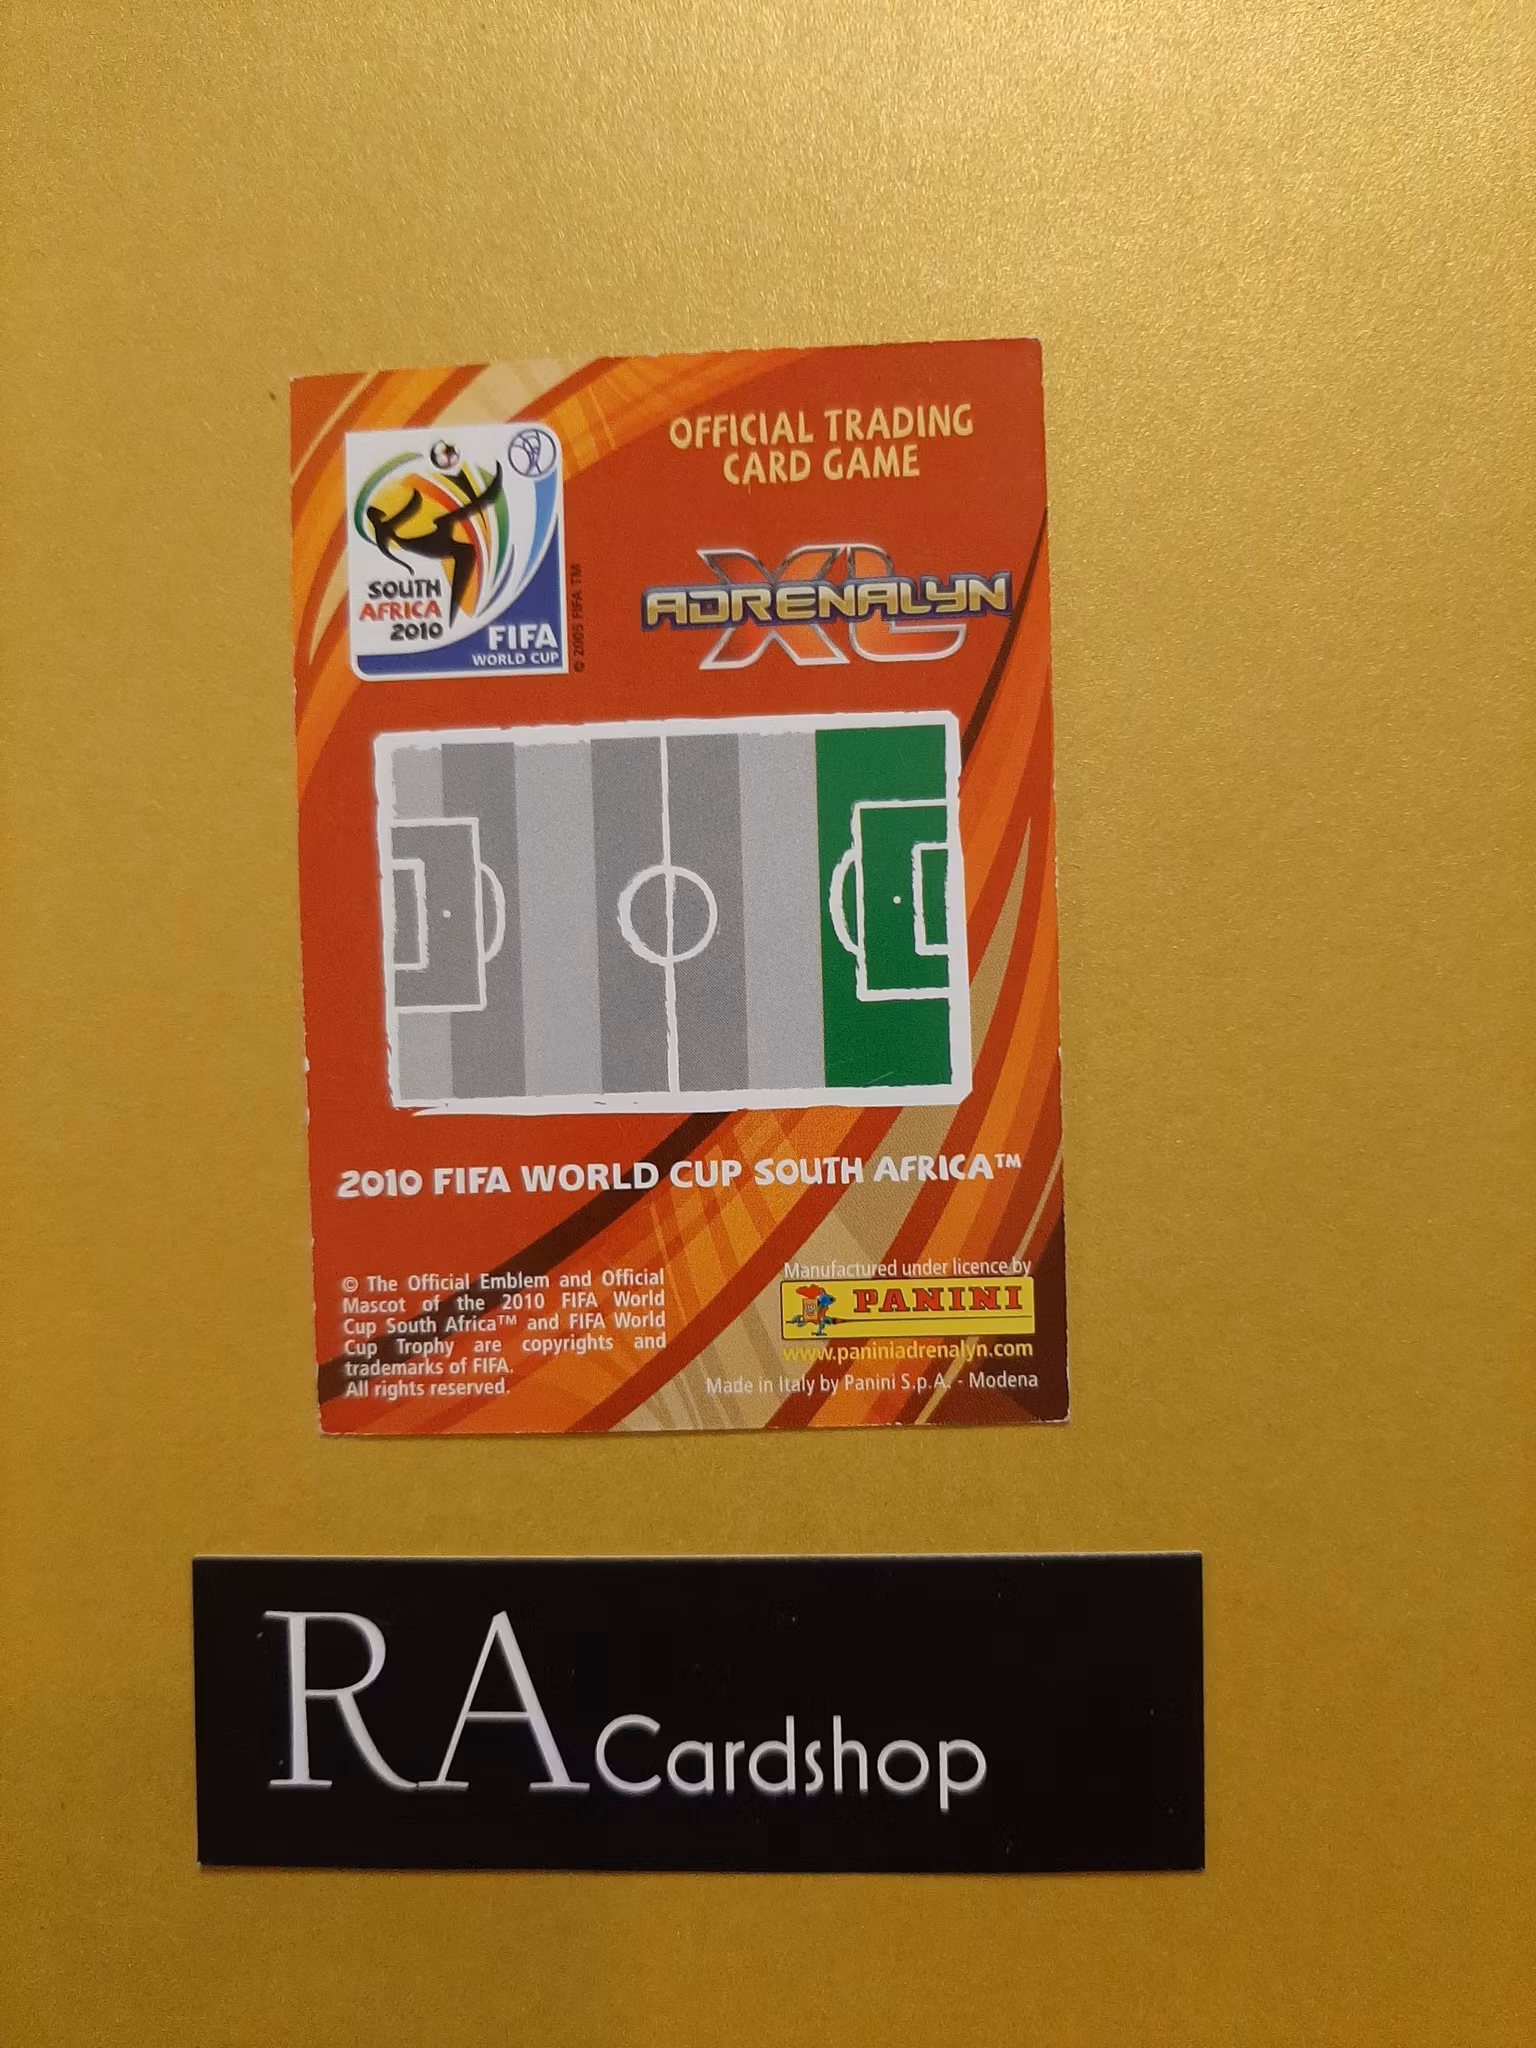 OFFICIAL TRADING
CARD GAME
SOUTH
AFRICA
2010
FIFA
WORLD CUP
© 2005 FIFA TM
ADRENALYN
XL
2010 FIFA WORLD CUP SOUTH AFRICA™
© The Official Emblem and Official
Mascot of the 2010 FIFA World
Cup South Africa™ and FIFA World
Cup Trophy are copyrights and
trademarks of FIFA.
All rights reserved.
Manufactured under licence by
PANINI
www.paniniadrenalyn.com
Made in Italy by Panini S.p.A. - Modena
RA Cardshop